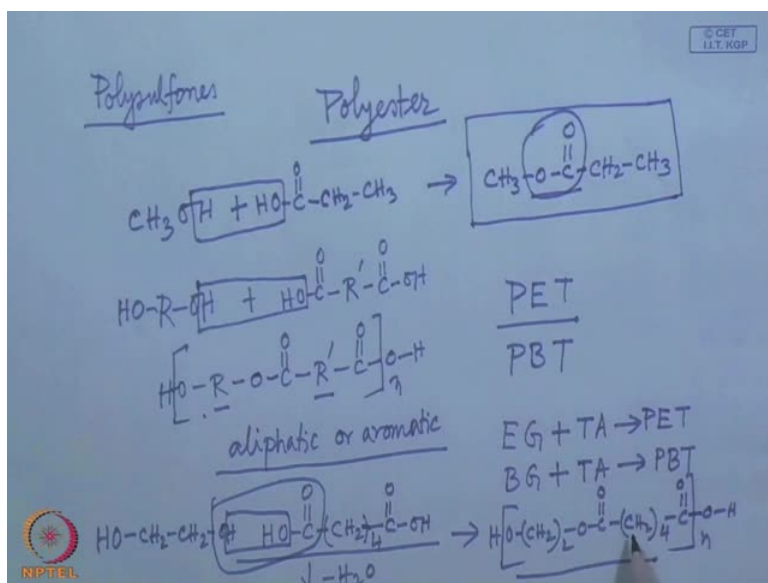 © CET
I.I.T. KGP
Polysulfones
Polyester
CH3OH + HO-C(=O)-CH2-CH3 → CH3-O-C(=O)-CH2-CH3
HO-R-OH + HO-C(=O)-R'-C(=O)-OH
PET
PBT
H[O-R-O-C(=O)-R'-C(=O)]n-O-H
aliphatic or aromatic
EG + TA → PET
BG + TA → PBT
HO-CH2-CH2-OH HO-C(=O)-(CH2)4-C(=O)-OH → H[O-(CH2)2-O-C(=O)-(CH2)4-C(=O)]n-O-H
↓ -H2O
NPTEL